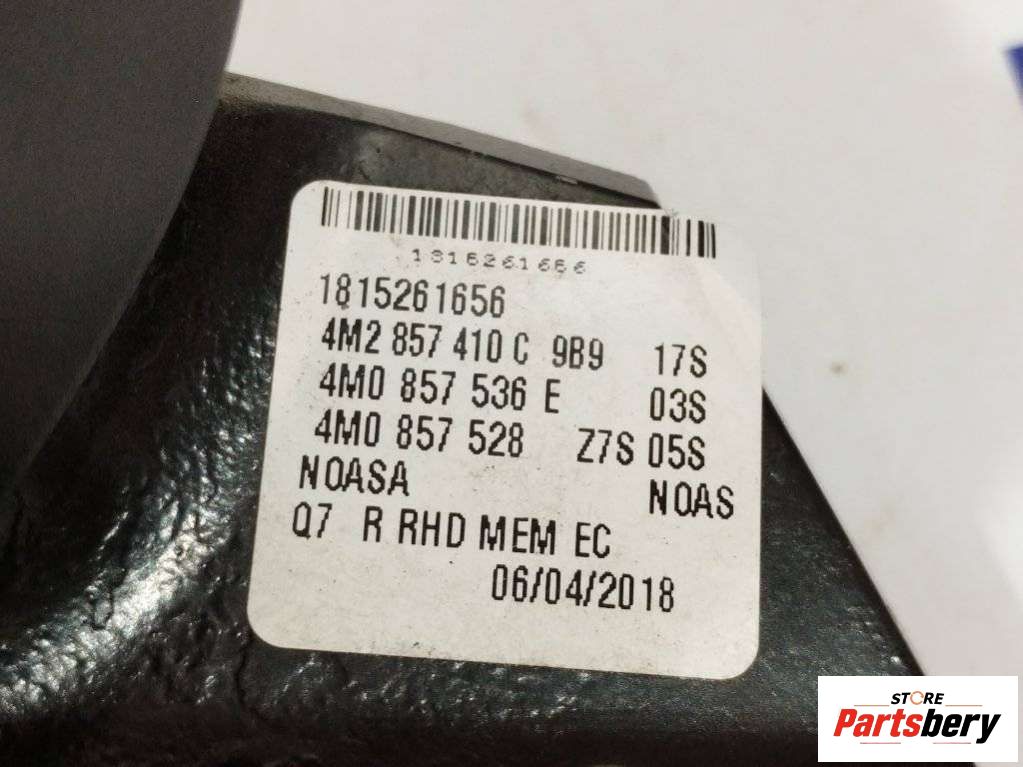 1815261656
1815261656
4M2 857 410 C 9B9 17S
4M0 857 536 E 03S
4M0 857 528 Z7S 05S
NOASA NOAS
Q7 R RHD MEM EC
06/04/2018
STORE
Partsbery